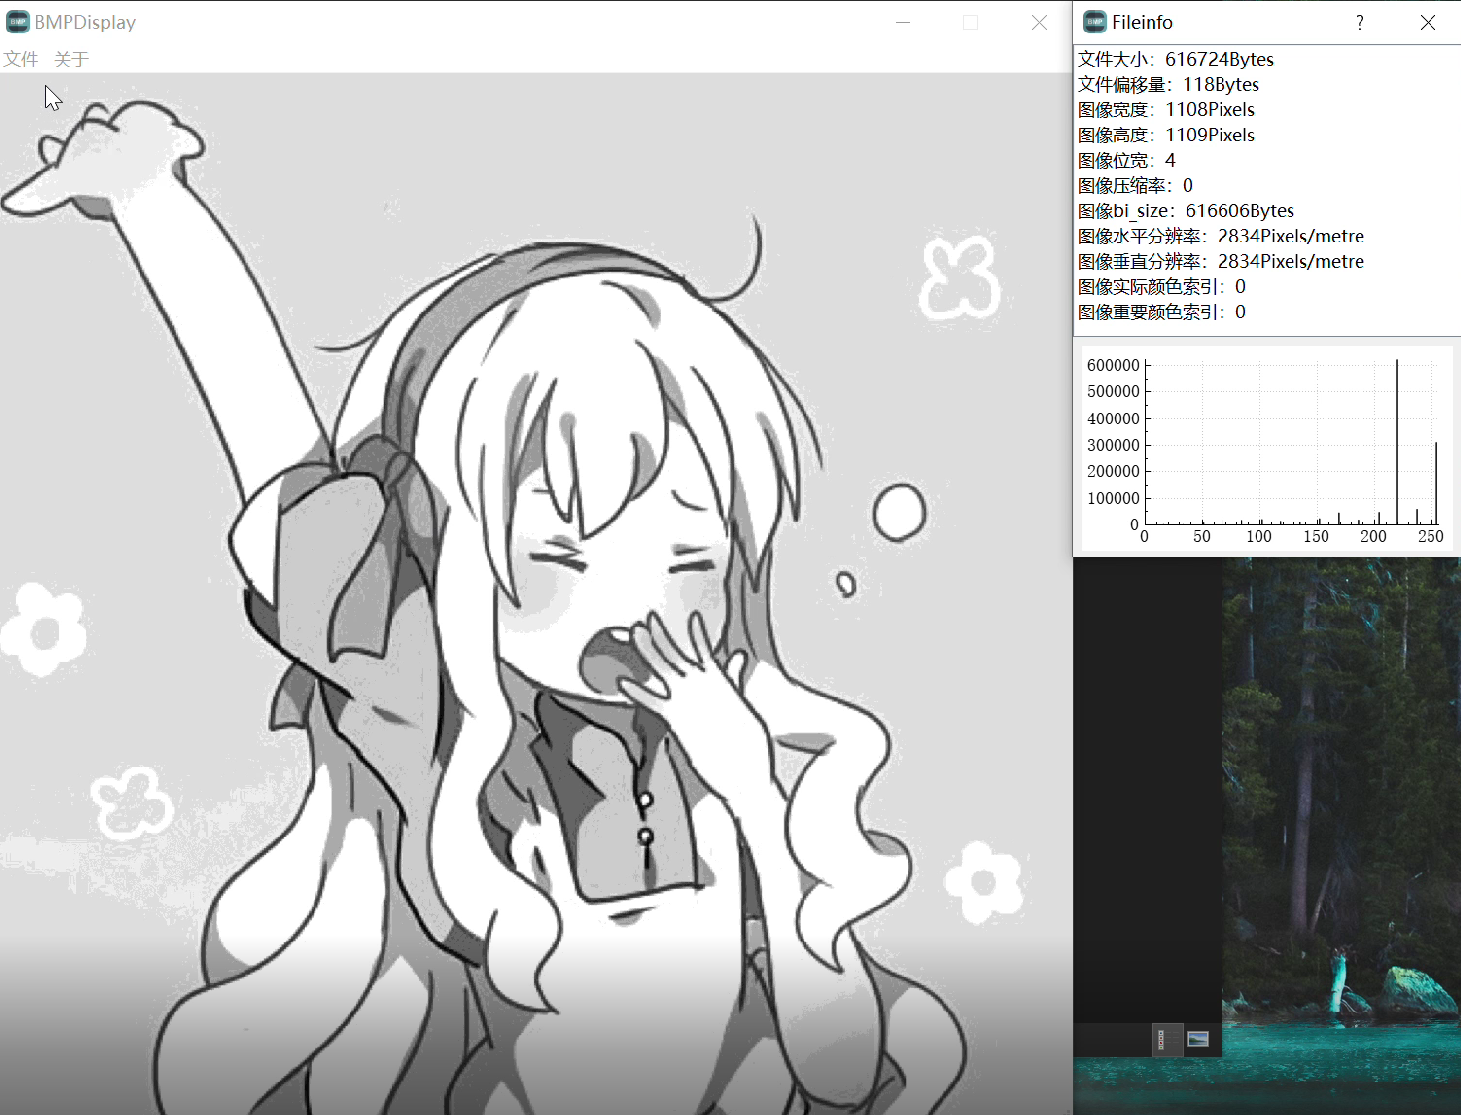 BMPDisplay
文件 关于
BMP Fileinfo ?
文件大小：616724Bytes
文件偏移量：118Bytes
图像宽度：1108Pixels
图像高度：1109Pixels
图像位宽：4
图像压缩率：0
图像bi_size：616606Bytes
图像水平分辨率：2834Pixels/metre
图像垂直分辨率：2834Pixels/metre
图像实际颜色索引：0
图像重要颜色索引：0
600000
500000
400000
300000
200000
100000
0
0 50 100 150 200 250